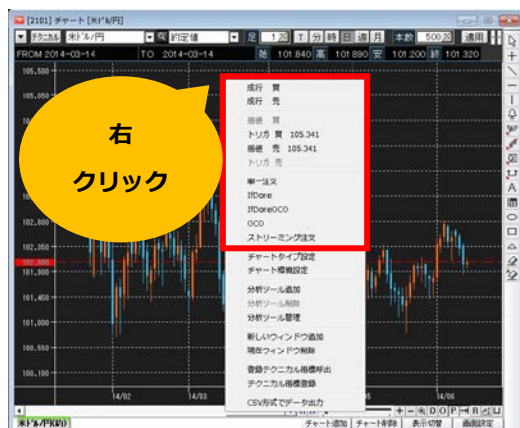 [2101] チャート [米ドル/円]
テクニカル 米ドル/円 約定値 足 1 分 T 分 時 日 週 月 本数 500 適用
FROM 2014-03-14 TO 2014-03-14 始 101.840 高 101.890 安 101.200 終 101.320
105.500
105.050
右
クリック
102.800
102.350
101.900
101.450
101.000
100.550
100.100
成行 買
成行 売
指値 買
トリガ 買 105.341
指値 売 105.341
トリガ 売
単一注文
IfDone
IfDoneOCO
OCO
ストリーミング注文
チャートタイプ設定
チャート環境設定
分析ツール追加
分析ツール削除
分析ツール管理
新しいウィンドウ追加
現在ウィンドウ削除
登録テクニカル指標呼出
テクニカル指標登録
CSV形式でデータ出力
14/02
14/03
14/06
米ドル/円(約)
チャート追加 チャート削除 表示切替 画面設定